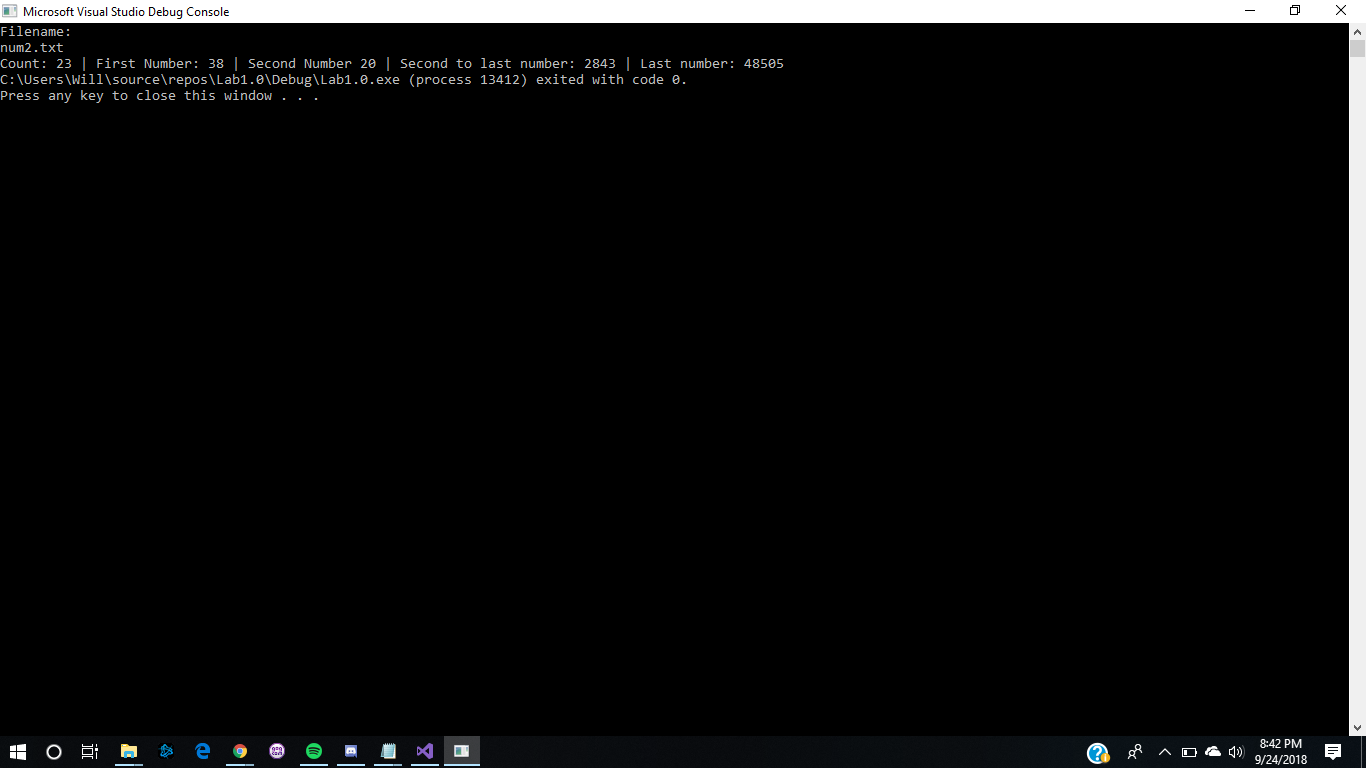 Microsoft Visual Studio Debug Console
Filename:
num2.txt
Count: 23 | First Number: 38 | Second Number 20 | Second to last number: 2843 | Last number: 48505
C:\Users\Will\source\repos\Lab1.0\Debug\Lab1.0.exe (process 13412) exited with code 0.
Press any key to close this window . . .
8:42 PM
9/24/2018